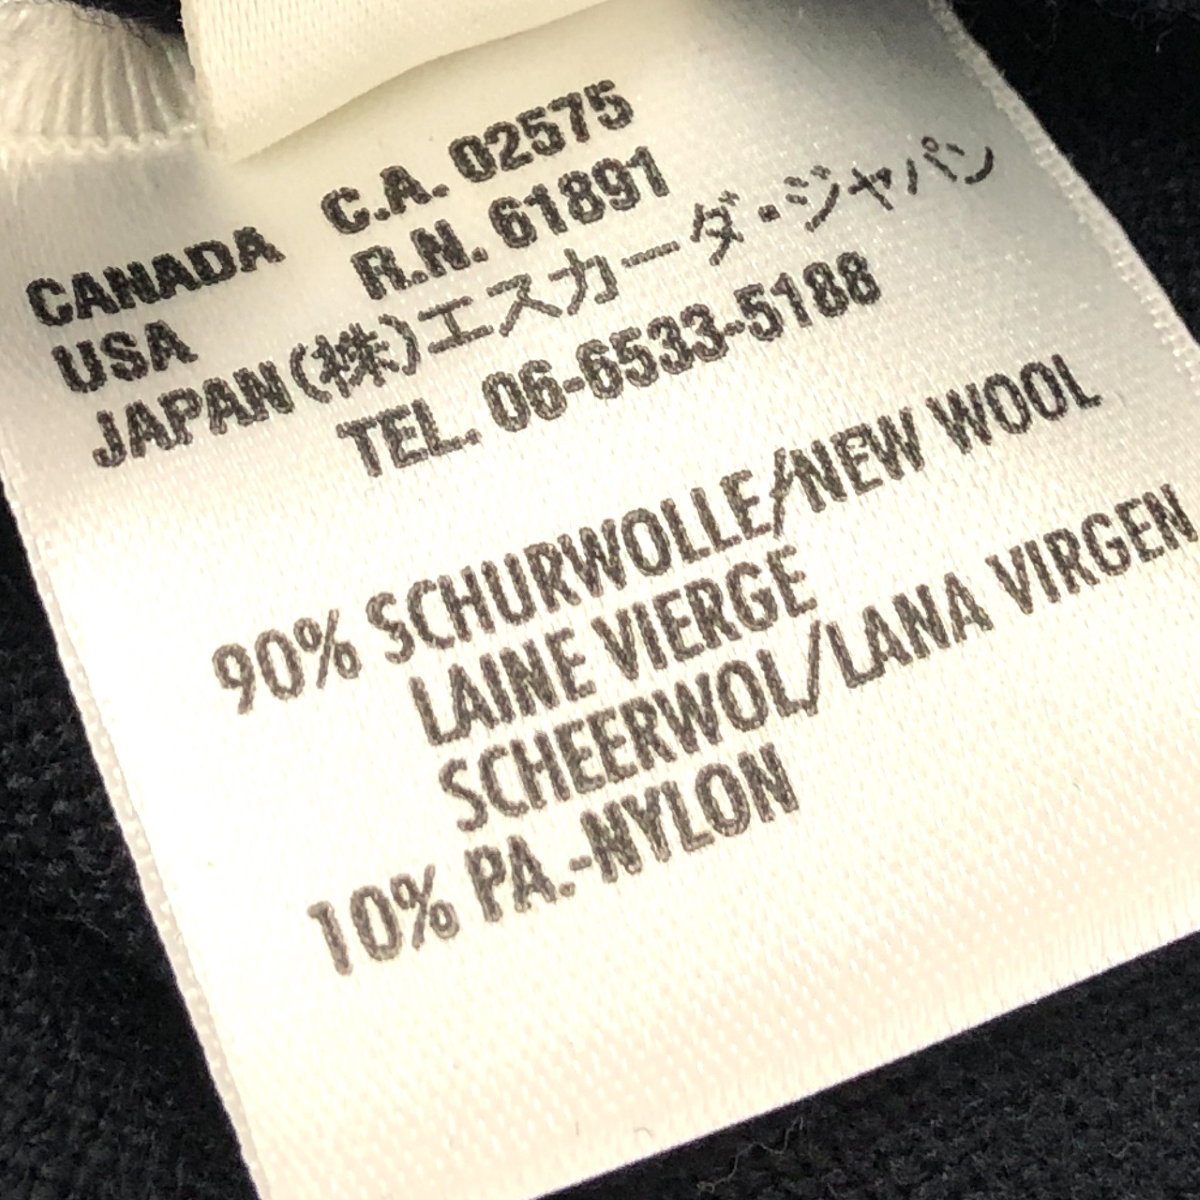 CANADA C.A. 02575
USA R.N. 61891
JAPAN(株)エスカーダ・ジャパン
TEL. 06-6533-5188
90% SCHURWOLLE/NEW WOOL
LAINE VIERGE
SCHEERWOL/LANA VIRGEN
10% PA.-NYLON